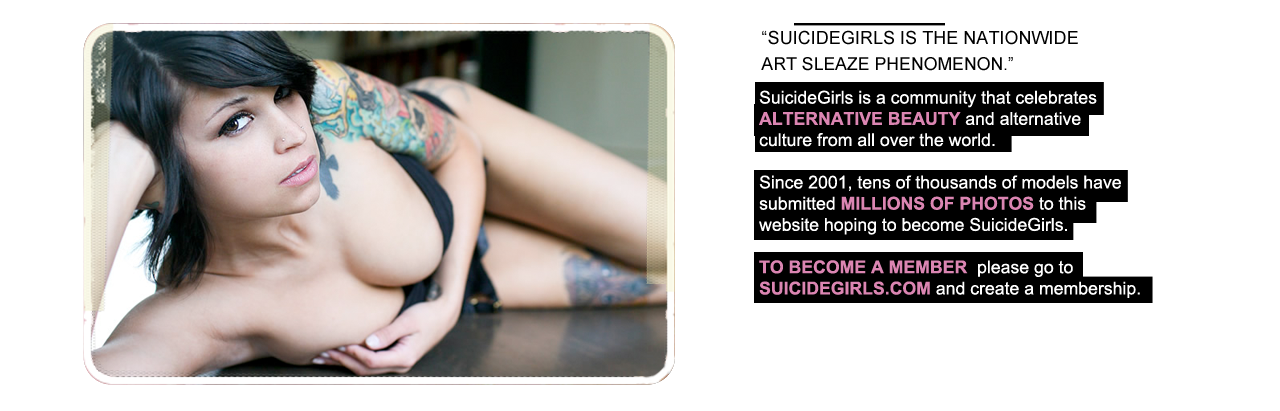 “SUICIDEGIRLS IS THE NATIONWIDE
ART SLEAZE PHENOMENON.”
SuicideGirls is a community that celebrates
ALTERNATIVE BEAUTY and alternative
culture from all over the world.
Since 2001, tens of thousands of models have
submitted MILLIONS OF PHOTOS to this
website hoping to become SuicideGirls.
TO BECOME A MEMBER please go to
SUICIDEGIRLS.COM and create a membership.